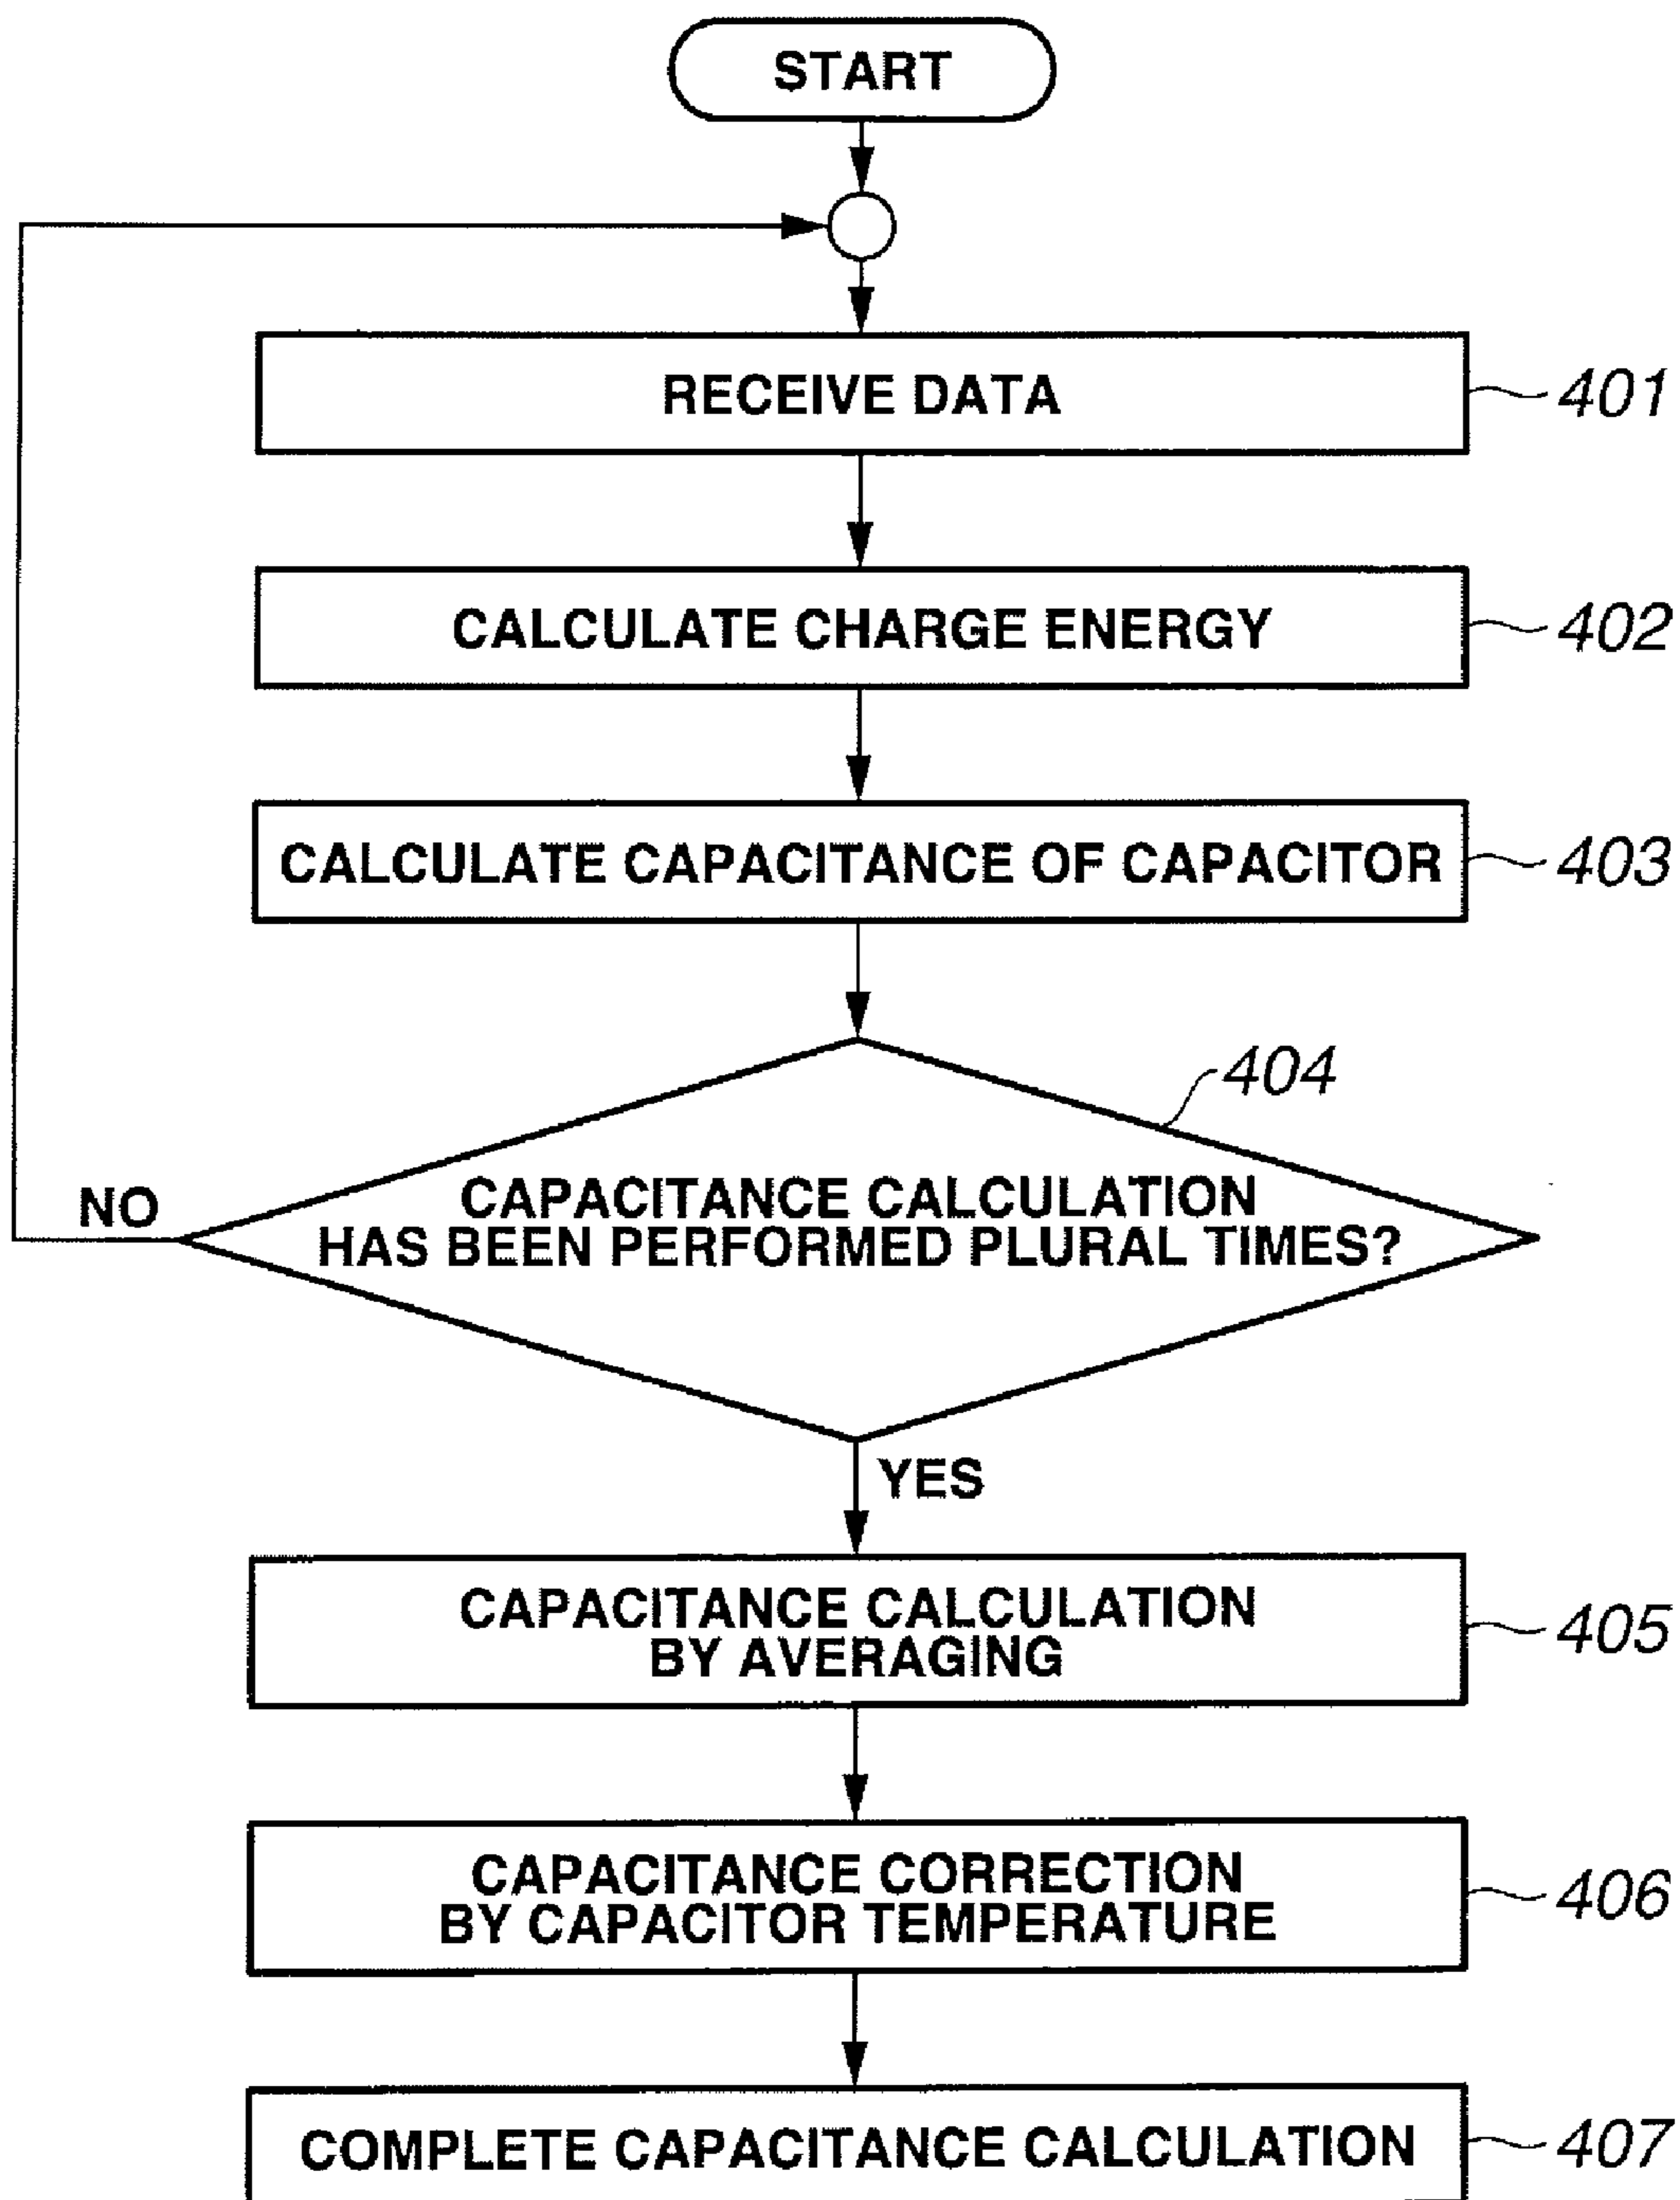 START
RECEIVE DATA
401
CALCULATE CHARGE ENERGY
402
CALCULATE CAPACITANCE OF CAPACITOR
403
404
CAPACITANCE CALCULATION
HAS BEEN PERFORMED PLURAL TIMES?
NO
YES
CAPACITANCE CALCULATION
BY AVERAGING
405
CAPACITANCE CORRECTION
BY CAPACITOR TEMPERATURE
406
COMPLETE CAPACITANCE CALCULATION
407